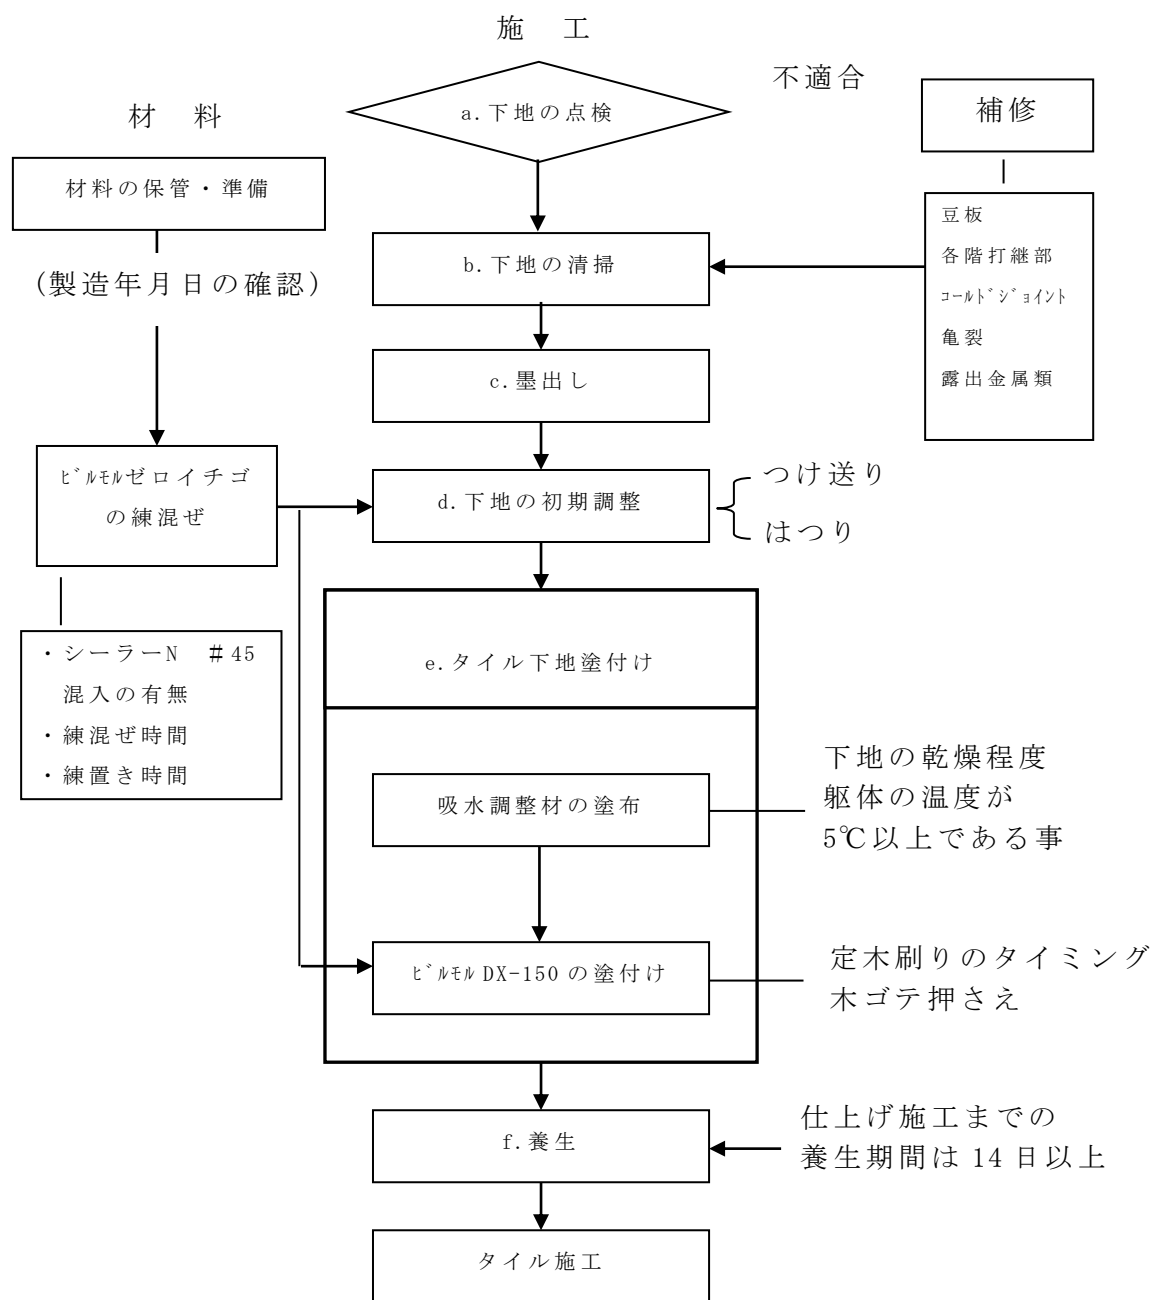 施　工
a.下地の点検
不適合
補修
材　料
材料の保管・準備
(製造年月日の確認)
豆板
各階打継部
ｺｰﾙﾄﾞｼﾞｮｲﾝﾄ
亀裂
露出金属類
b.下地の清掃
c.墨出し
ﾋﾞﾙﾓﾙゼロイチゴ
の練混ぜ
d.下地の初期調整
つけ送り
はつり
・シーラーN　＃45
混入の有無
・練混ぜ時間
・練置き時間
e.タイル下地塗付け
吸水調整材の塗布
下地の乾燥程度
躯体の温度が
5℃以上である事
ﾋﾞﾙﾓﾙ DX-150 の塗付け
定木刷りのタイミング
木ゴテ押さえ
f.養生
仕上げ施工までの
養生期間は 14 日以上
タイル施工